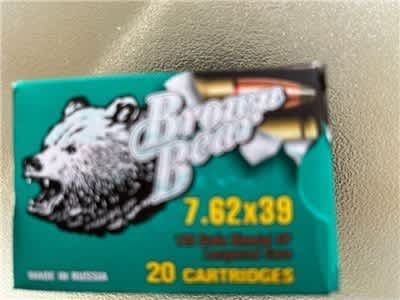 Brown
Bear
7.62x39
MADE IN RUSSIA
20 CARTRIDGES